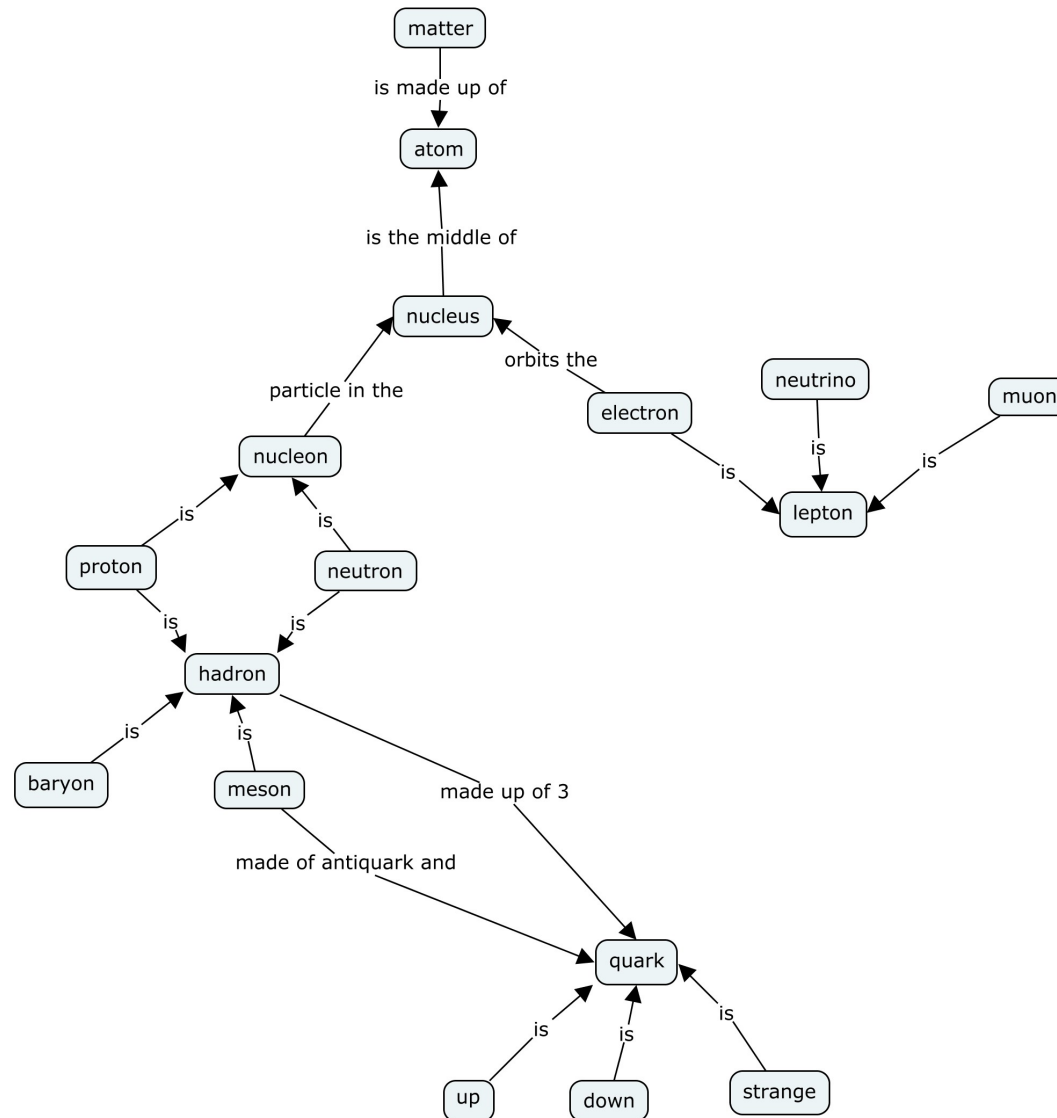 matter
is made up of
atom
is the middle of
nucleus
orbits the
neutrino
particle in the
electron
muon
is
is
is
nucleon
lepton
is
is
proton
neutron
is
is
hadron
is
is
baryon
meson
made up of 3
made of antiquark and
quark
is
is
is
up
down
strange